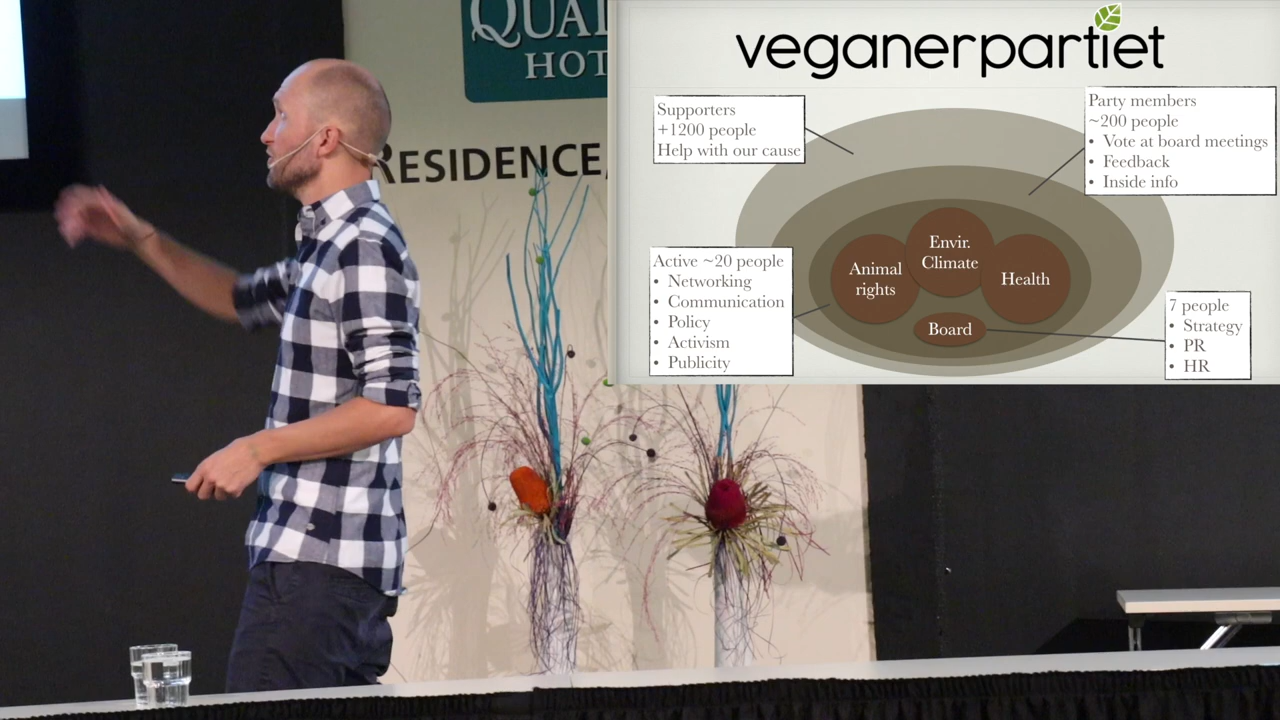 HOT
RESIDENCE,
veganerpartiet
Supporters
+1200 people
Help with our cause
Party members
~200 people
• Vote at board meetings
• Feedback
• Inside info
Envir.
Climate
Animal
rights
Health
Board
Active ~20 people
• Networking
• Communication
• Policy
• Activism
• Publicity
7 people
• Strategy
• PR
• HR